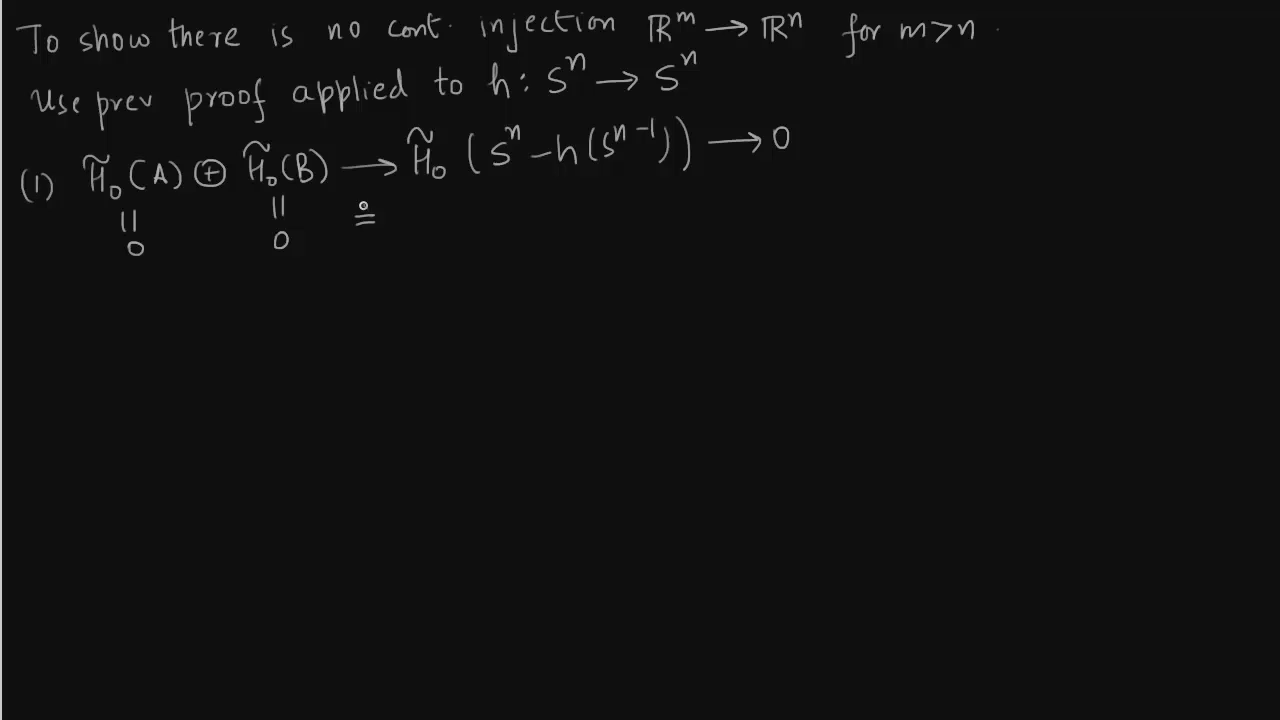 To show there is no cont. injection ℝ^m → ℝ^n for m > n.
Use prev proof applied to h: S^n → S^n
(1) H̃₀(A) ⊕ H̃₀(B) → H̃₀(S^n − h(S^{n−1})) → 0
|| || ≐
0 0